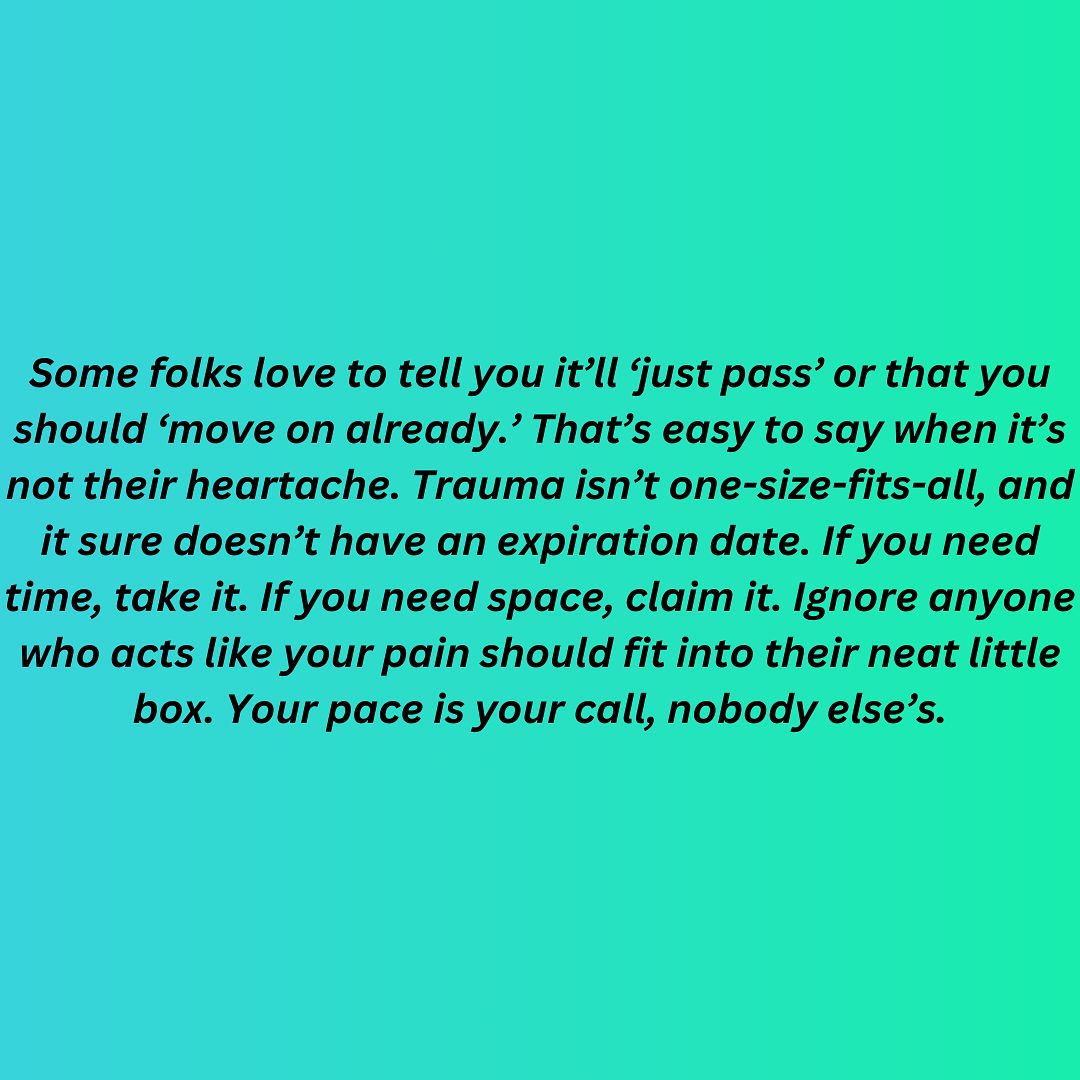 Some folks love to tell you it’ll ‘just pass’ or that you
should ‘move on already.’ That’s easy to say when it’s
not their heartache. Trauma isn’t one-size-fits-all, and
it sure doesn’t have an expiration date. If you need
time, take it. If you need space, claim it. Ignore anyone
who acts like your pain should fit into their neat little
box. Your pace is your call, nobody else’s.